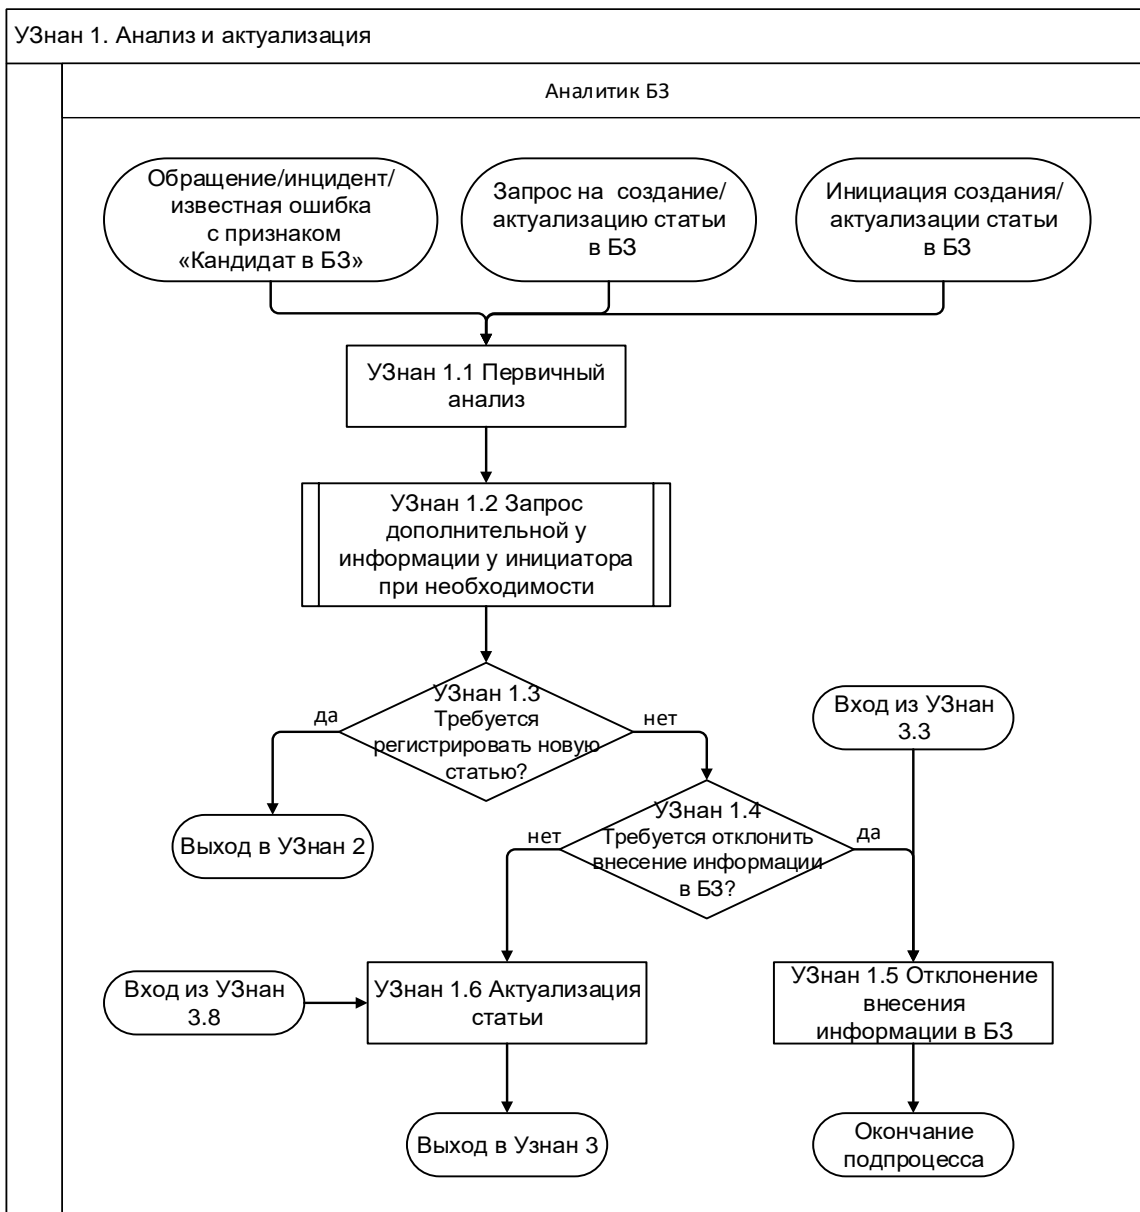 УЗнан 1. Анализ и актуализация
Аналитик БЗ
Обращение/инцидент/
известная ошибка
с признаком
«Кандидат в БЗ»
Запрос на создание/
актуализацию статьи
в БЗ
Инициация создания/
актуализации статьи
в БЗ
УЗнан 1.1 Первичный
анализ
УЗнан 1.2 Запрос
дополнительной у
информации у инициатора
при необходимости
УЗнан 1.3
Требуется
регистрировать новую
статью?
да
нет
Вход из УЗнан
3.3
Выход в УЗнан 2
УЗнан 1.4
Требуется отклонить
внесение информации
в БЗ?
нет
да
Вход из УЗнан
3.8
УЗнан 1.6 Актуализация
статьи
УЗнан 1.5 Отклонение
внесения
информации в БЗ
Выход в Узнан 3
Окончание
подпроцесса